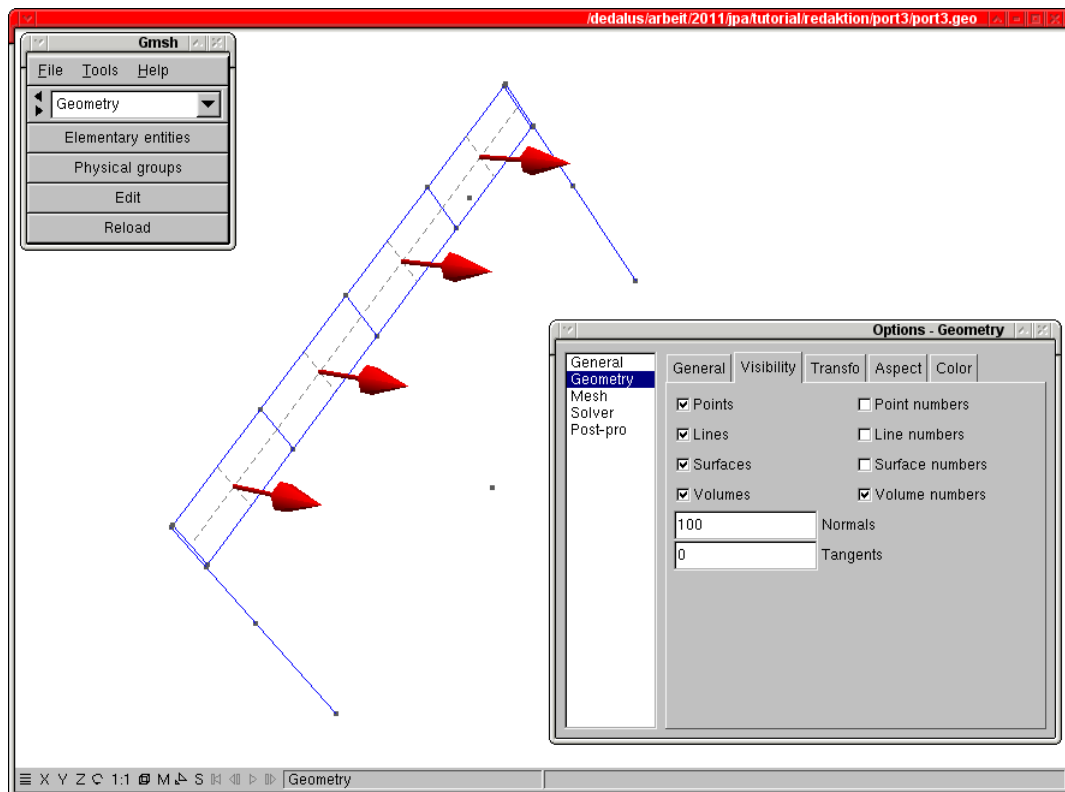 /dedalus/arbeit/2011/jpa/tutorial/redaktion/port3/port3.geo
Gmsh
File Tools Help
Geometry
Elementary entities
Physical groups
Edit
Reload
Options - Geometry
General
Geometry
Mesh
Solver
Post-pro
General Visibility Transfo Aspect Color
Points Point numbers
Lines Line numbers
Surfaces Surface numbers
Volumes Volume numbers
100 Normals
0 Tangents
X Y Z 1:1 M S Geometry